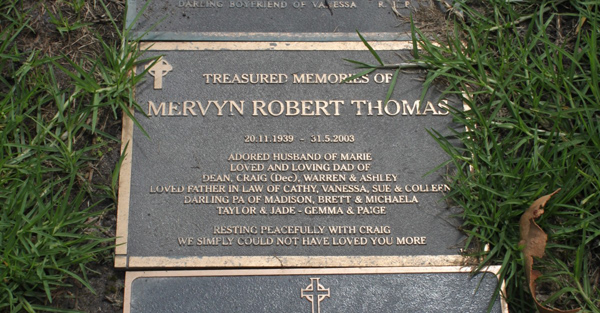 DARLING BOYFRIEND OF VANESSA R.I.P.
TREASURED MEMORIES OF
MERVYN ROBERT THOMAS
20.11.1939 - 31.5.2003
ADORED HUSBAND OF MARIE
LOVED AND LOVING DAD OF
DEAN, CRAIG (Dec), WARREN & ASHLEY
LOVED FATHER IN LAW OF CATHY, VANESSA, SUE & COLLEEN
DARLING PA OF MADISON, BRETT & MICHAELA
TAYLOR & JADE - GEMMA & PAIGE
RESTING PEACEFULLY WITH CRAIG
WE SIMPLY COULD NOT HAVE LOVED YOU MORE